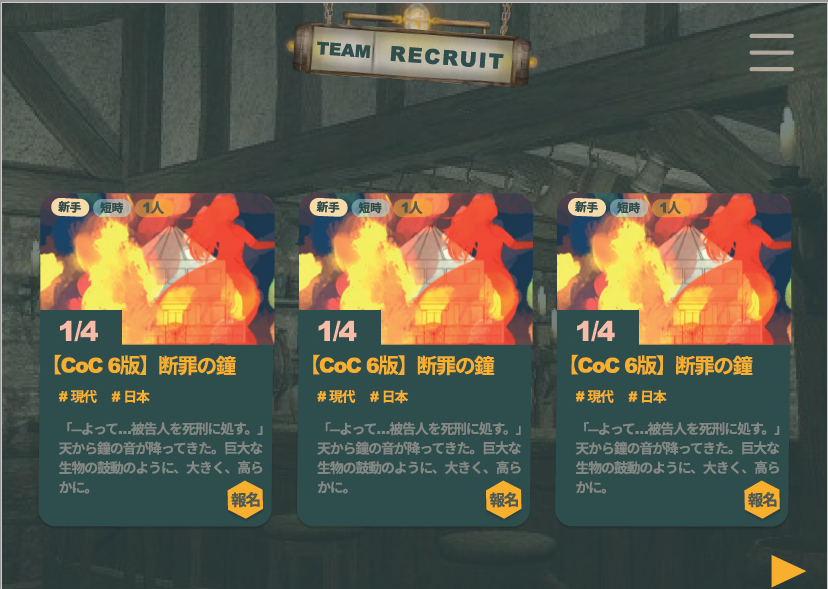 TEAM RECRUIT
新手 短時 1人
1/4
【CoC 6版】断罪の鐘
# 現代 # 日本
「―よって…被告人を死刑に処す。」
天から鐘の音が降ってきた。巨大な
生物の鼓動のように、大きく、高ら
かに。
報名
新手 短時 1人
1/4
【CoC 6版】断罪の鐘
# 現代 # 日本
「―よって…被告人を死刑に処す。」
天から鐘の音が降ってきた。巨大な
生物の鼓動のように、大きく、高ら
かに。
報名
新手 短時 1人
1/4
【CoC 6版】断罪の鐘
# 現代 # 日本
「―よって…被告人を死刑に処す。」
天から鐘の音が降ってきた。巨大な
生物の鼓動のように、大きく、高ら
かに。
報名